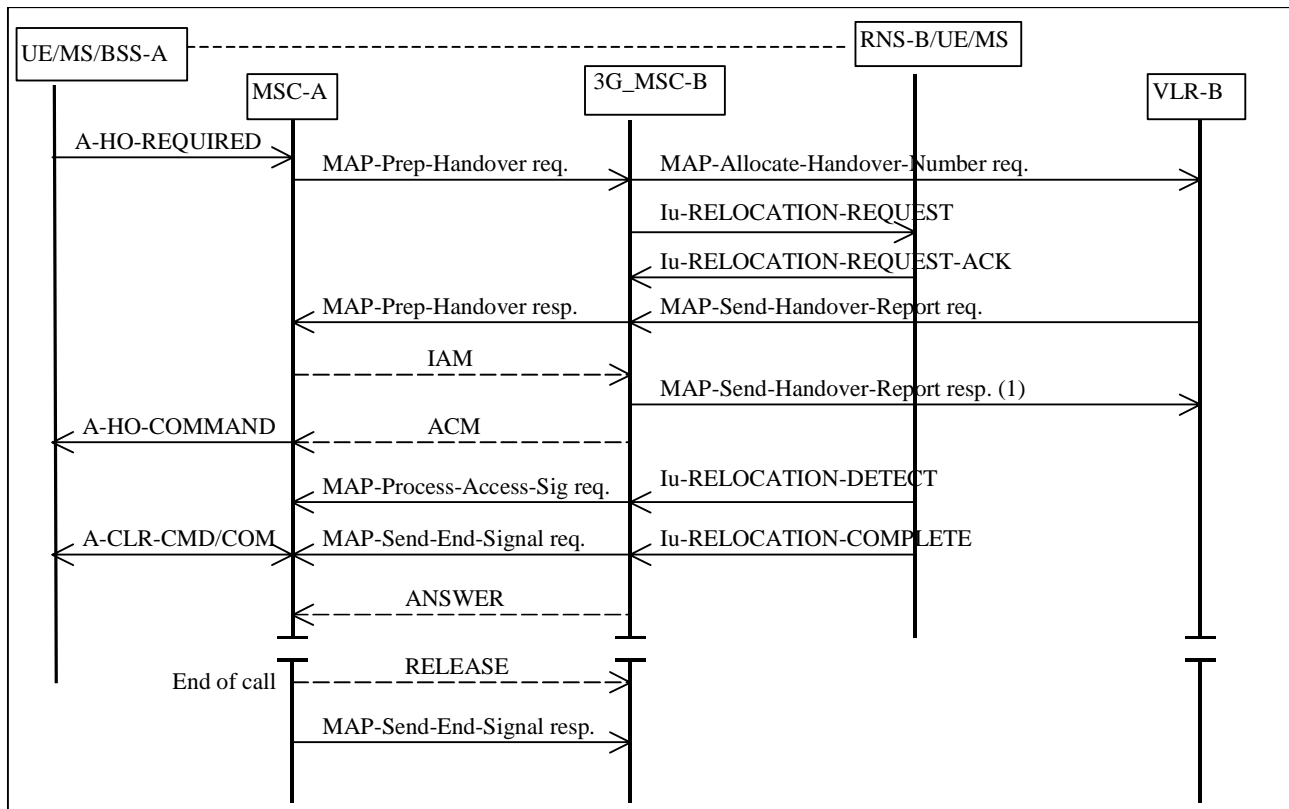 UE/MS/BSS-A
RNS-B/UE/MS
MSC-A
3G_MSC-B
VLR-B
A-HO-REQUIRED
MAP-Prep-Handover req.
MAP-Allocate-Handover-Number req.
Iu-RELOCATION-REQUEST
Iu-RELOCATION-REQUEST-ACK
MAP-Prep-Handover resp.
MAP-Send-Handover-Report req.
IAM
MAP-Send-Handover-Report resp. (1)
A-HO-COMMAND
ACM
MAP-Process-Access-Sig req.
Iu-RELOCATION-DETECT
A-CLR-CMD/COM
MAP-Send-End-Signal req.
Iu-RELOCATION-COMPLETE
ANSWER
RELEASE
End of call
MAP-Send-End-Signal resp.